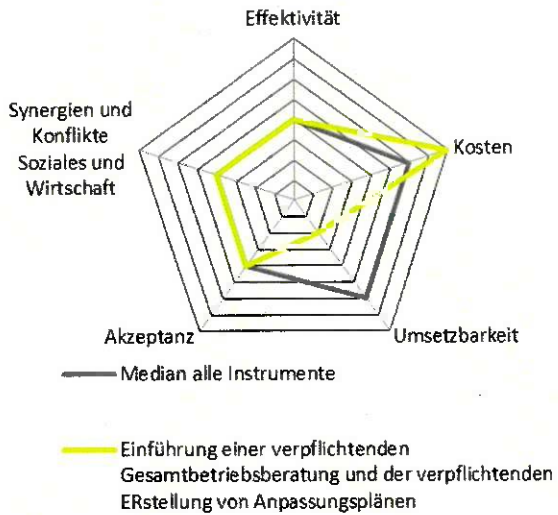 Effektivität
Synergien und
Konflikte
Soziales und
Wirtschaft
Kosten
Akzeptanz
Umsetzbarkeit
Median alle Instrumente
Einführung einer verpflichtenden
Gesamtbetriebsberatung und der verpflichtenden
ERstellung von Anpassungsplänen